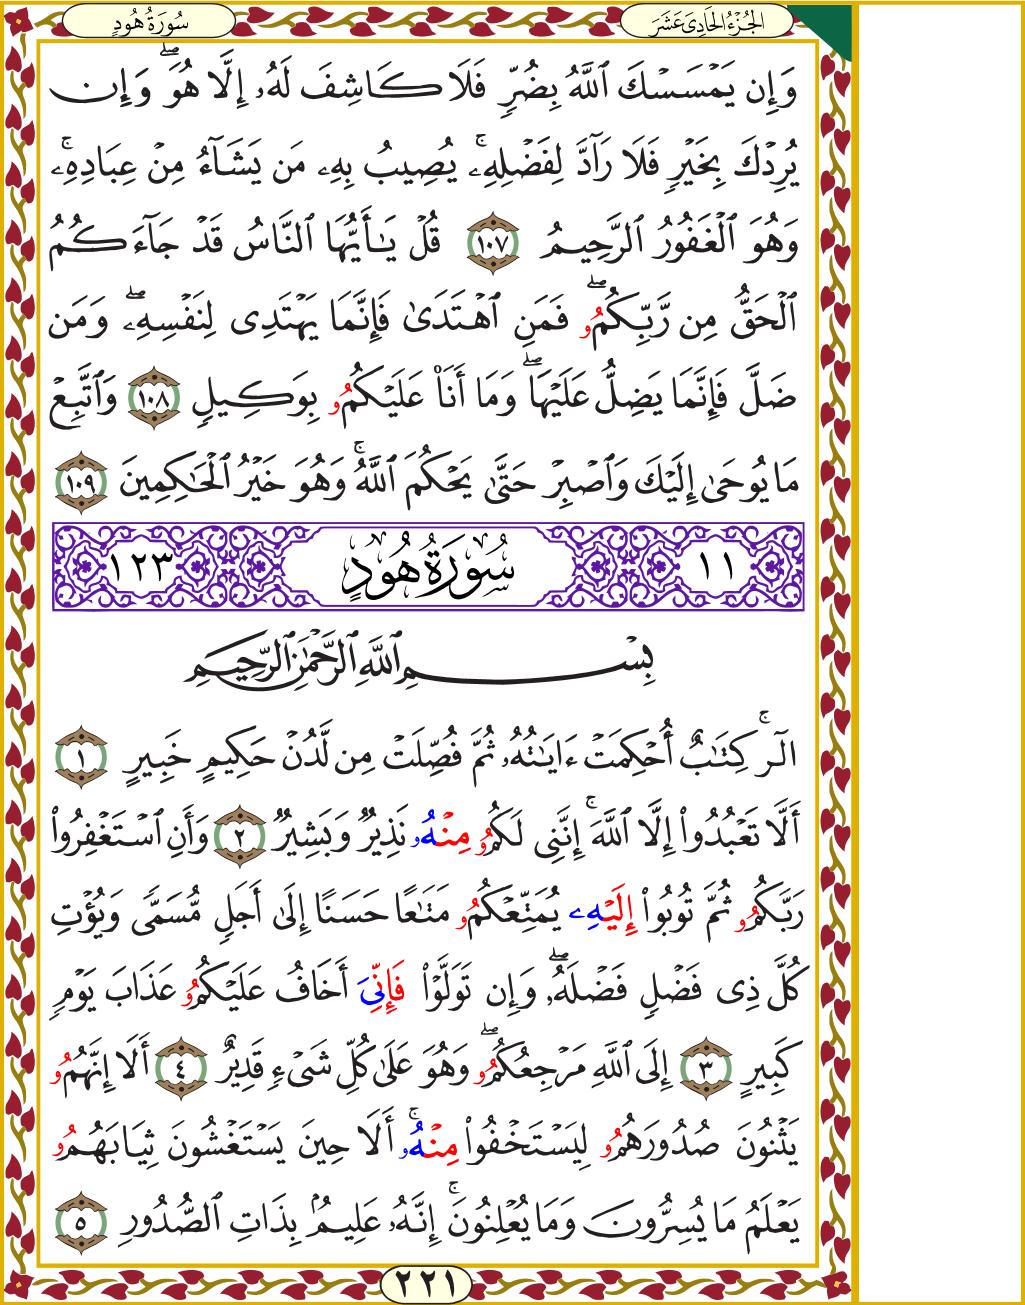 الجُزْءُ الحَادِي عَشَرَ
سُورَةُ هُودٍ
وَإِن يَمْسَسْكَ ٱللَّهُ بِضُرٍّ فَلَا كَاشِفَ لَهُۥ إِلَّا هُوَ ۖ وَإِن
يُرِدْكَ بِخَيْرٍ فَلَا رَآدَّ لِفَضْلِهِۦ ۚ يُصِيبُ بِهِۦ مَن يَشَآءُ مِنْ عِبَادِهِۦ ۚ
وَهُوَ ٱلْغَفُورُ ٱلرَّحِيمُ ١٠٧ قُلْ يَـٰٓأَيُّهَا ٱلنَّاسُ قَدْ جَآءَكُمُ
ٱلْحَقُّ مِن رَّبِّكُمُۥ ۖ فَمَنِ ٱهْتَدَىٰ فَإِنَّمَا يَهْتَدِى لِنَفْسِهِۦ ۖ وَمَن
ضَلَّ فَإِنَّمَا يَضِلُّ عَلَيْهَا ۖ وَمَا أَنَا۠ عَلَيْكُمُۥ بِوَكِيلٍ ١٠٨ وَٱتَّبِعْ
مَا يُوحَىٰ إِلَيْكَ وَٱصْبِرْ حَتَّىٰ يَحْكُمَ ٱللَّهُ ۚ وَهُوَ خَيْرُ ٱلْحَـٰكِمِينَ ١٠٩
١١ سُورَةُ هُودٍ ١٢٣
بِسْمِ ٱللَّهِ ٱلرَّحْمَـٰنِ ٱلرَّحِيمِ
الٓر ۚ كِتَـٰبٌ أُحْكِمَتْ ءَايَـٰتُهُۥ ثُمَّ فُصِّلَتْ مِن لَّدُنْ حَكِيمٍ خَبِيرٍ ١
أَلَّا تَعْبُدُوا۟ إِلَّا ٱللَّهَ ۚ إِنَّنِى لَكُمُۥ مِنْهُۥ نَذِيرٌ وَبَشِيرٌ ٢ وَأَنِ ٱسْتَغْفِرُوا۟
رَبَّكُمُۥ ثُمَّ تُوبُوا۟ إِلَيْهِۦ يُمَتِّعْكُمُۥ مَتَـٰعًا حَسَنًا إِلَىٰ أَجَلٍ مُّسَمًّى وَيُؤْتِ
كُلَّ ذِى فَضْلٍ فَضْلَهُۥ ۖ وَإِن تَوَلَّوْا۟ فَإِنِّىَ أَخَافُ عَلَيْكُمُۥ عَذَابَ يَوْمٍ
كَبِيرٍ ٣ إِلَى ٱللَّهِ مَرْجِعُكُمُۥ ۖ وَهُوَ عَلَىٰ كُلِّ شَىْءٍ قَدِيرٌ ٤ أَلَا إِنَّهُمُۥ
يَثْنُونَ صُدُورَهُمُۥ لِيَسْتَخْفُوا۟ مِنْهُۥ ۚ أَلَا حِينَ يَسْتَغْشُونَ ثِيَابَهُمُۥ
يَعْلَمُ مَا يُسِرُّونَ وَمَا يُعْلِنُونَ ۚ إِنَّهُۥ عَلِيمٌۢ بِذَاتِ ٱلصُّدُورِ ٥
٢٢١